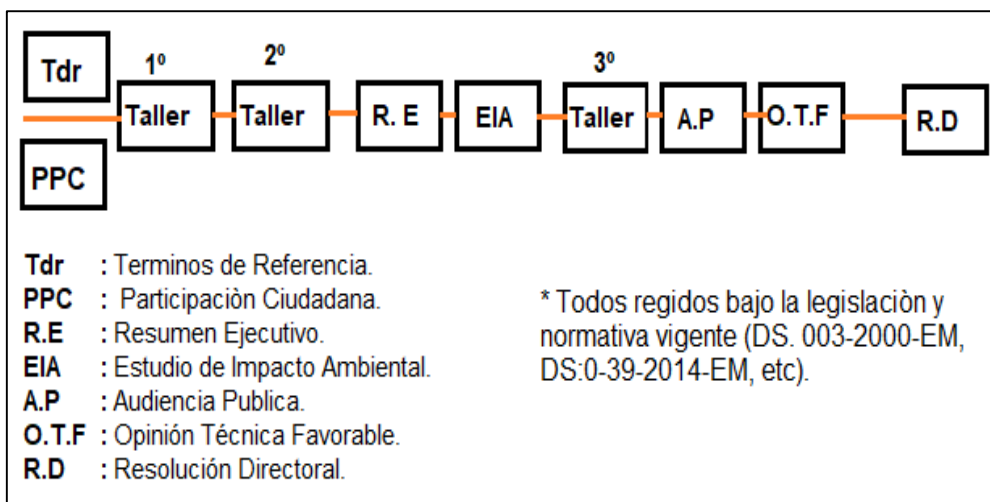 Tdr
PPC
1º
2º
3º
Taller
Taller
R. E
EIA
Taller
A.P
O.T.F
R.D
Tdr : Terminos de Referencia.
PPC : Participaciòn Ciudadana.
R.E : Resumen Ejecutivo.
EIA : Estudio de Impacto Ambiental.
A.P : Audiencia Publica.
O.T.F : Opinión Técnica Favorable.
R.D : Resolución Directoral.
* Todos regidos bajo la legislaciòn y
normativa vigente (DS. 003-2000-EM,
DS:0-39-2014-EM, etc).